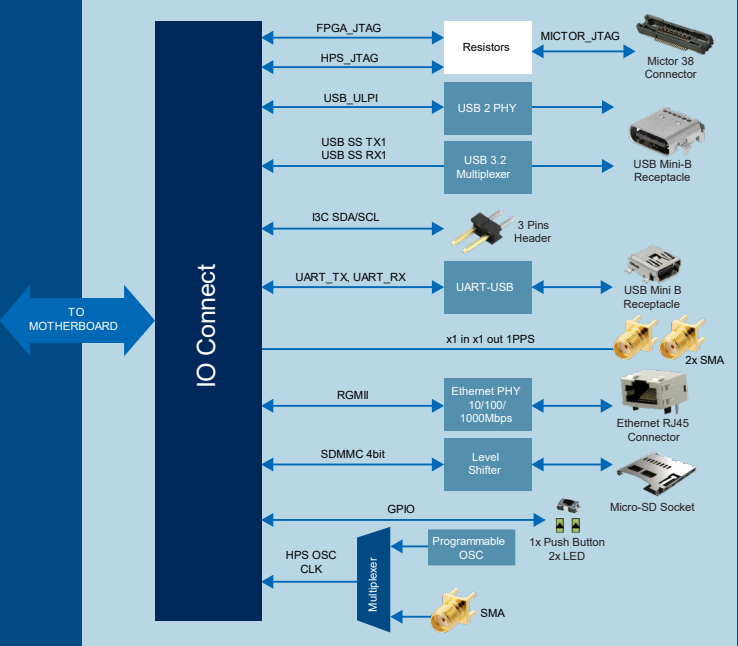 FPGA_JTAG
HPS_JTAG
Resistors
MICTOR_JTAG
Mictor 38
Connector
USB_ULPI
USB 2 PHY
USB SS TX1
USB SS RX1
USB 3.2
Multiplexer
USB Mini-B
Receptacle
I3C SDA/SCL
3 Pins
Header
IO Connect
TO
MOTHERBOARD
UART_TX, UART_RX
UART-USB
USB Mini B
Receptacle
x1 in x1 out 1PPS
2x SMA
RGMII
Ethernet PHY
10/100/
1000Mbps
Ethernet RJ45
Connector
SDMMC 4bit
Level
Shifter
Micro-SD Socket
GPIO
1x Push Button
2x LED
HPS OSC
CLK
Multiplexer
Programmable
OSC
SMA